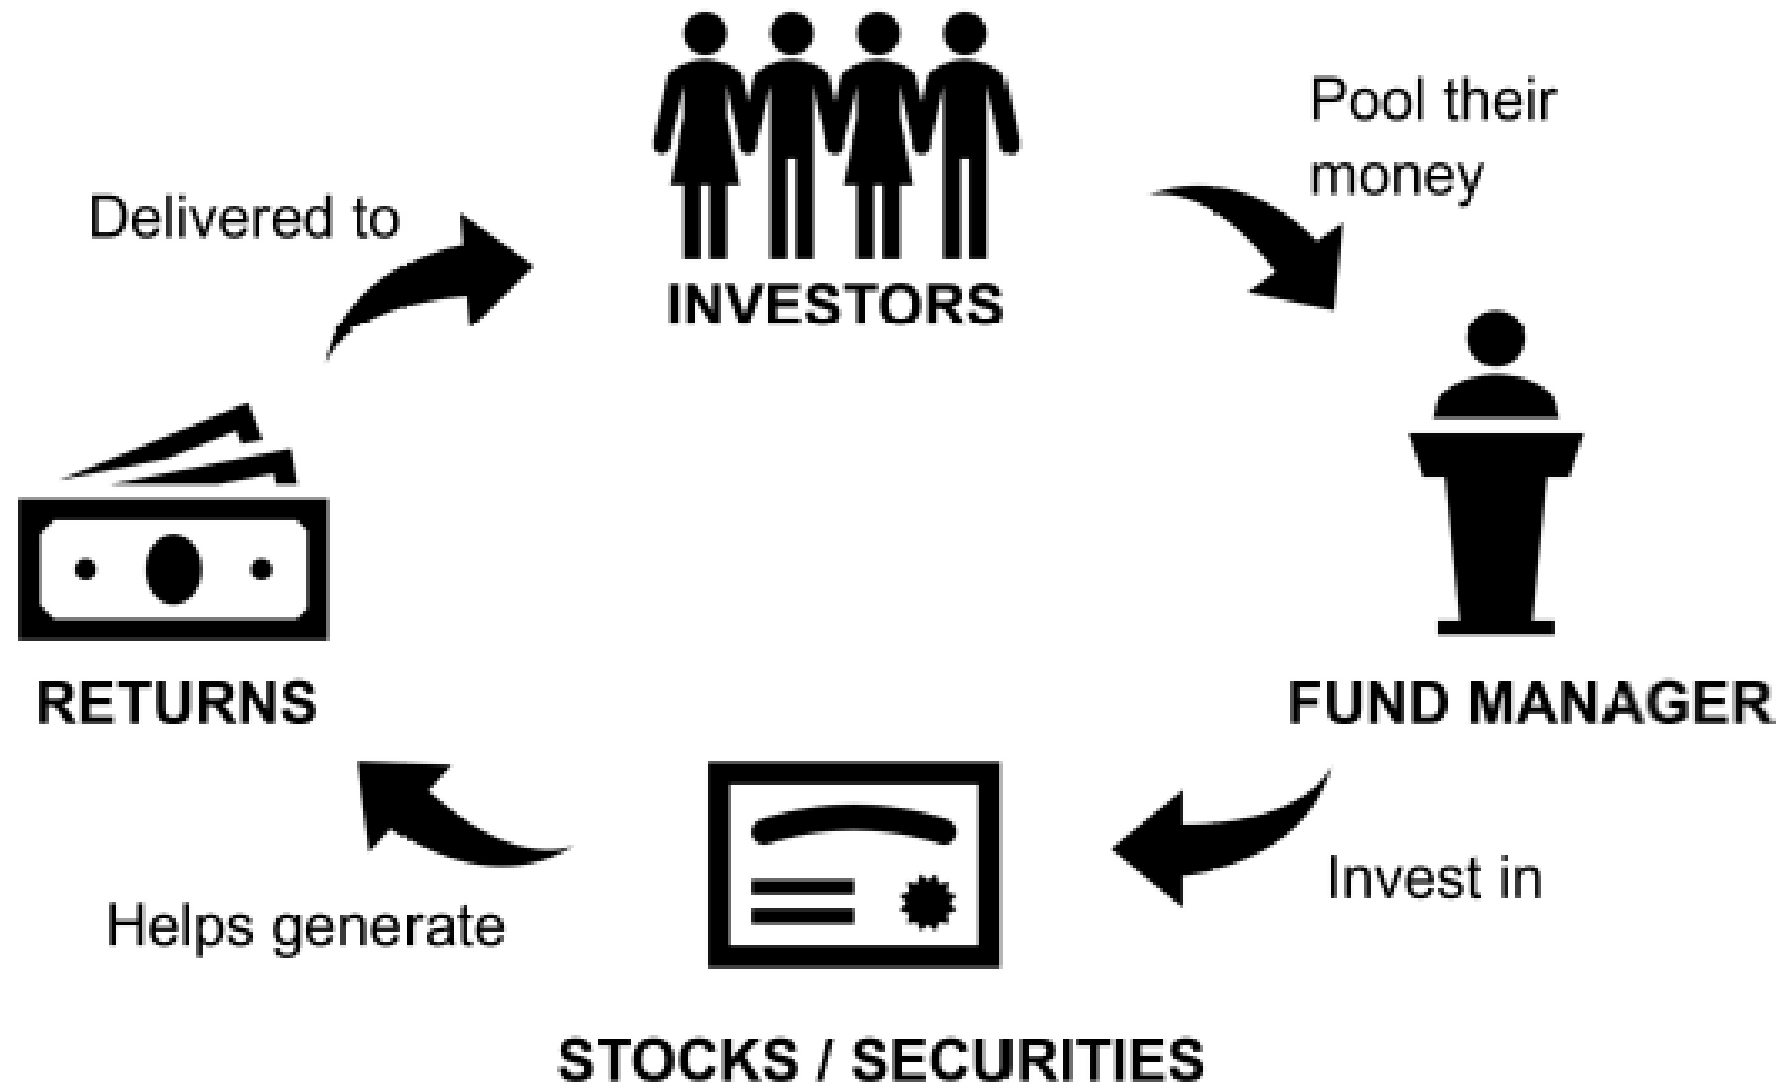 INVESTORS
Pool their
money
FUND MANAGER
Invest in
STOCKS / SECURITIES
Helps generate
RETURNS
Delivered to